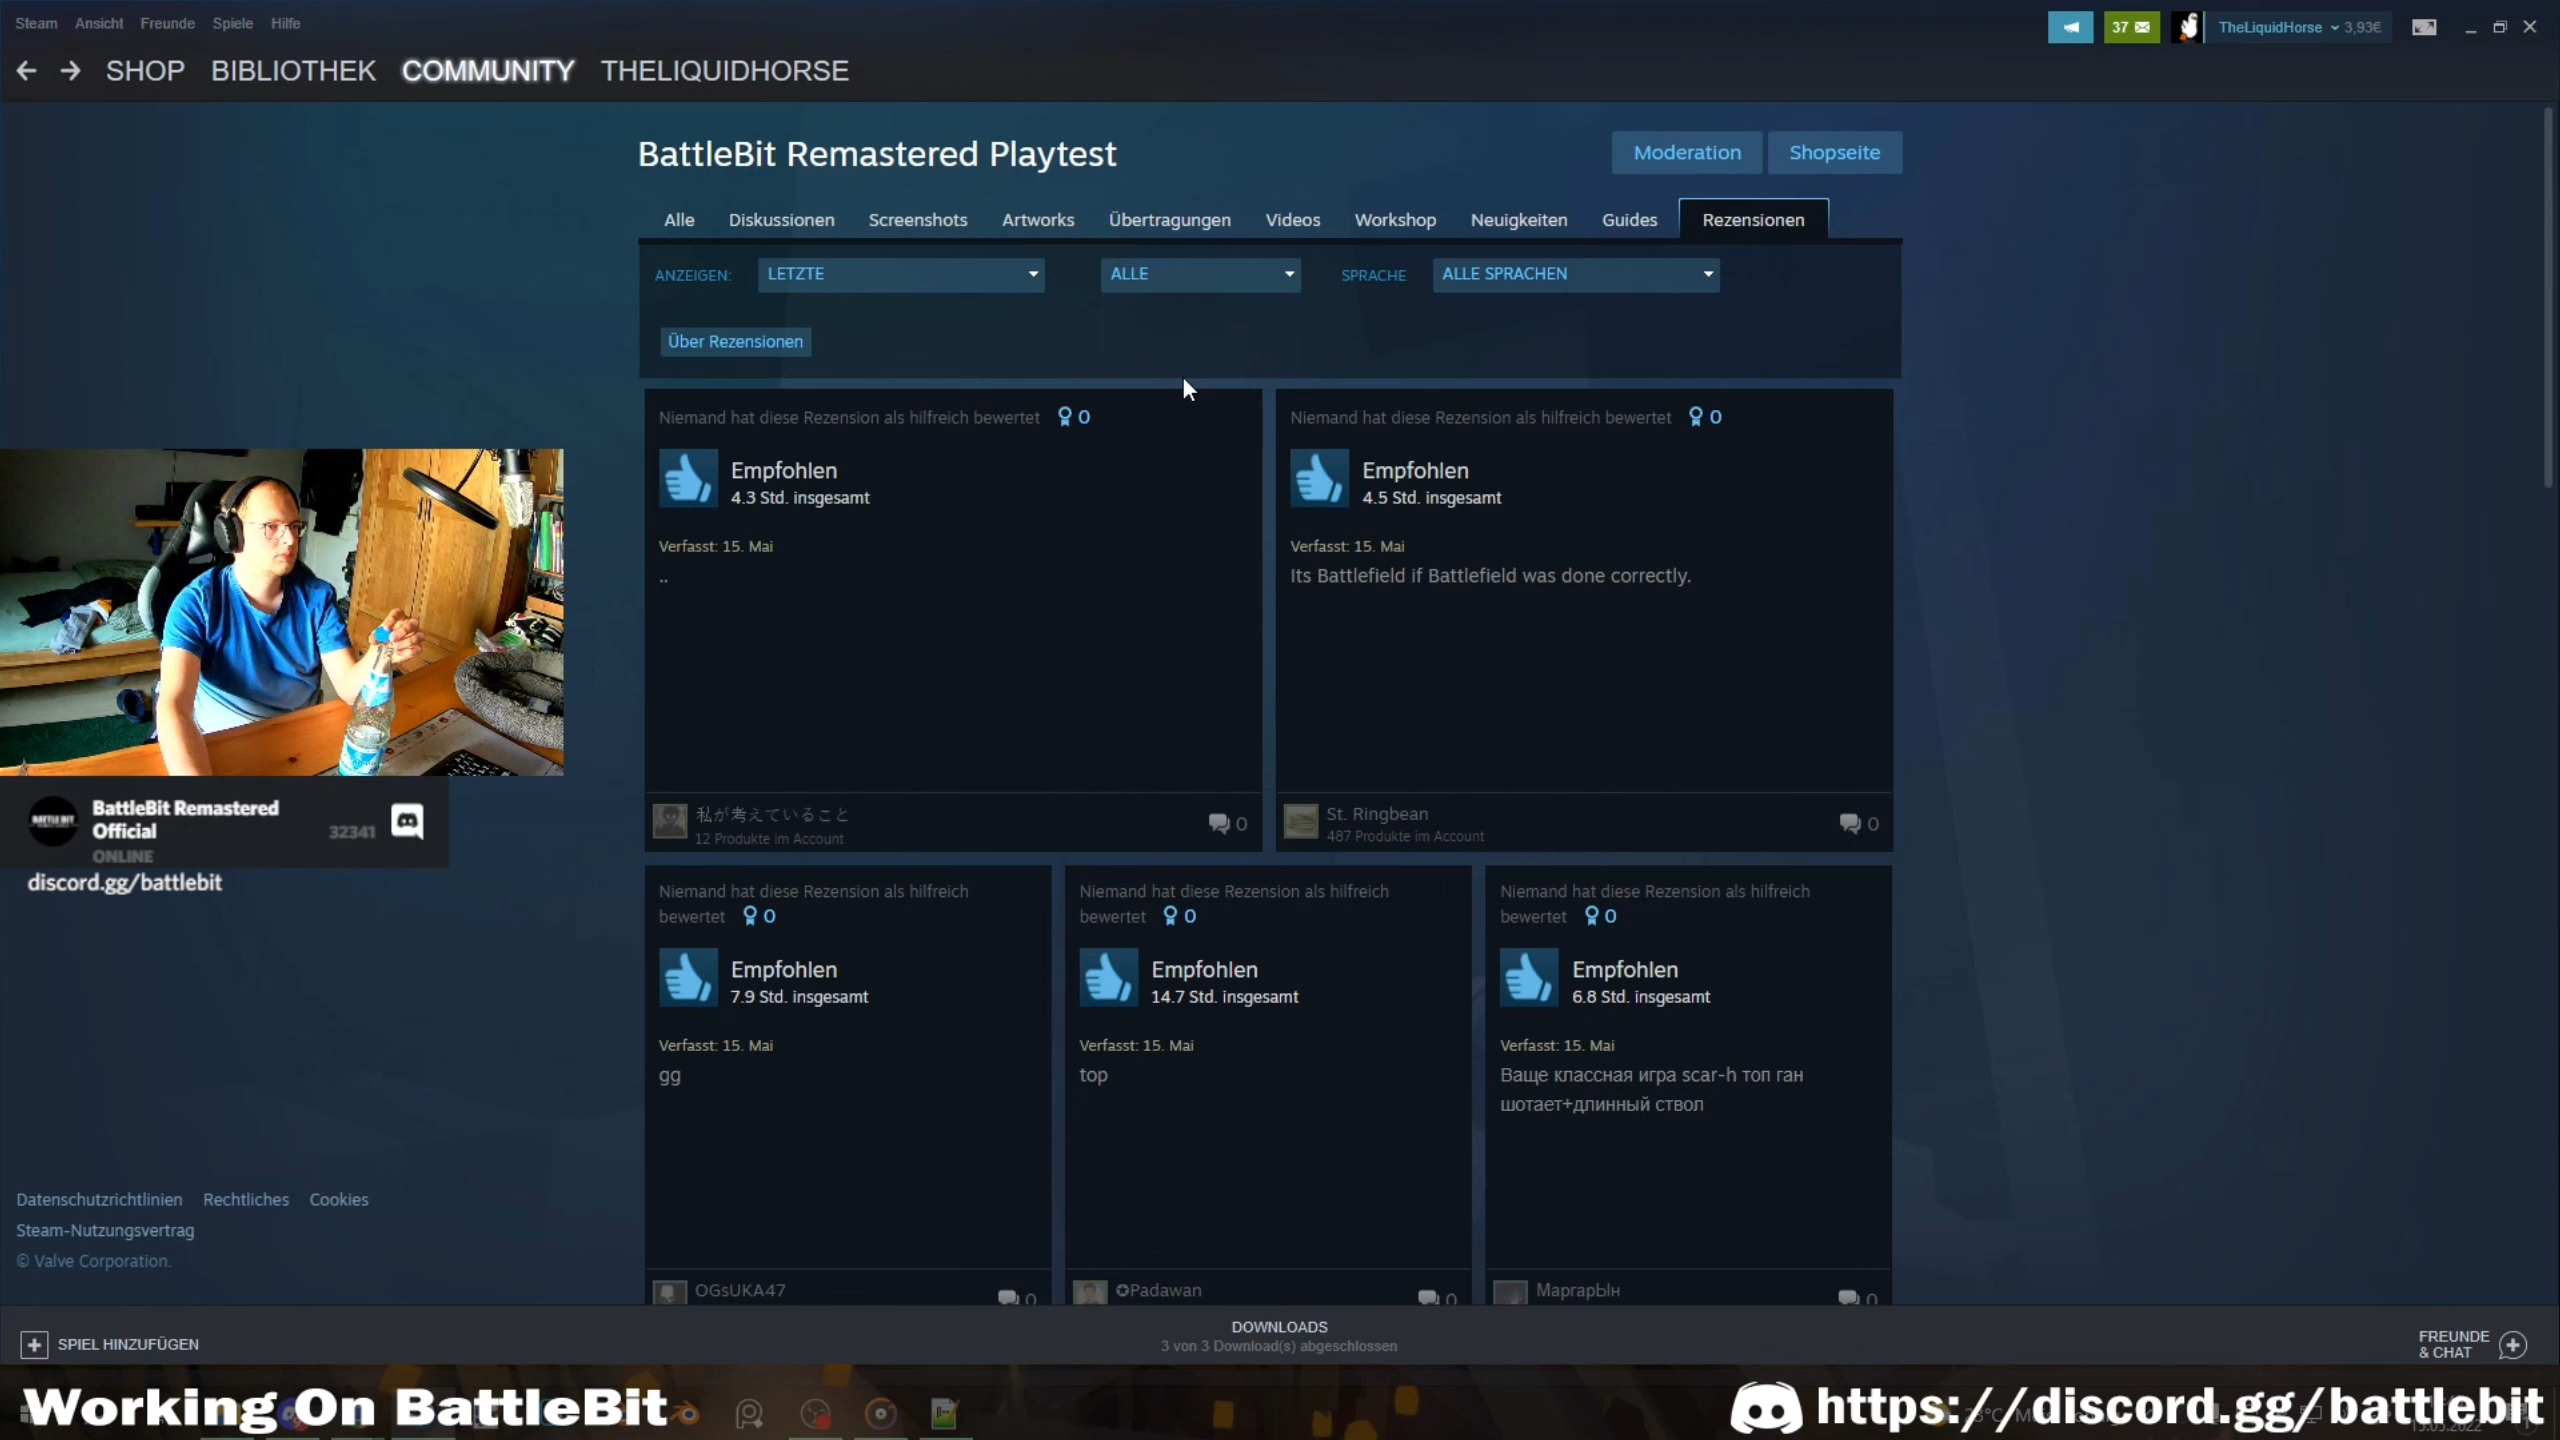 Steam Ansicht Freunde Spiele Hilfe
37
TheLiquidHorse 3,93€
SHOP BIBLIOTHEK COMMUNITY THELIQUIDHORSE
BattleBit Remastered Playtest
Moderation Shopseite
Alle Diskussionen Screenshots Artworks Übertragungen Videos Workshop Neuigkeiten Guides Rezensionen
ANZEIGEN: LETZTE ALLE SPRACHE ALLE SPRACHEN
Über Rezensionen
Niemand hat diese Rezension als hilfreich bewertet 0
Empfohlen
4.3 Std. insgesamt
Verfasst: 15. Mai
..
私が考えていること
12 Produkte im Account
0
Niemand hat diese Rezension als hilfreich bewertet 0
Empfohlen
4.5 Std. insgesamt
Verfasst: 15. Mai
Its Battlefield if Battlefield was done correctly.
St. Ringbean
487 Produkte im Account
0
BattleBit Remastered
Official
32341
ONLINE
discord.gg/battlebit
Niemand hat diese Rezension als hilfreich
bewertet 0
Empfohlen
7.9 Std. insgesamt
Verfasst: 15. Mai
gg
OGsUKA47
0
Niemand hat diese Rezension als hilfreich
bewertet 0
Empfohlen
14.7 Std. insgesamt
Verfasst: 15. Mai
top
✪Padawan
0
Niemand hat diese Rezension als hilfreich
bewertet 0
Empfohlen
6.8 Std. insgesamt
Verfasst: 15. Mai
Ваще классная игра scar-h топ ган
шотает+длинный ствол
МаргарЫн
0
Datenschutzrichtlinien Rechtliches Cookies
Steam-Nutzungsvertrag
© Valve Corporation.
SPIEL HINZUFÜGEN
DOWNLOADS
3 von 3 Download(s) abgeschlossen
FREUNDE
& CHAT
Working On BattleBit
https://discord.gg/battlebit